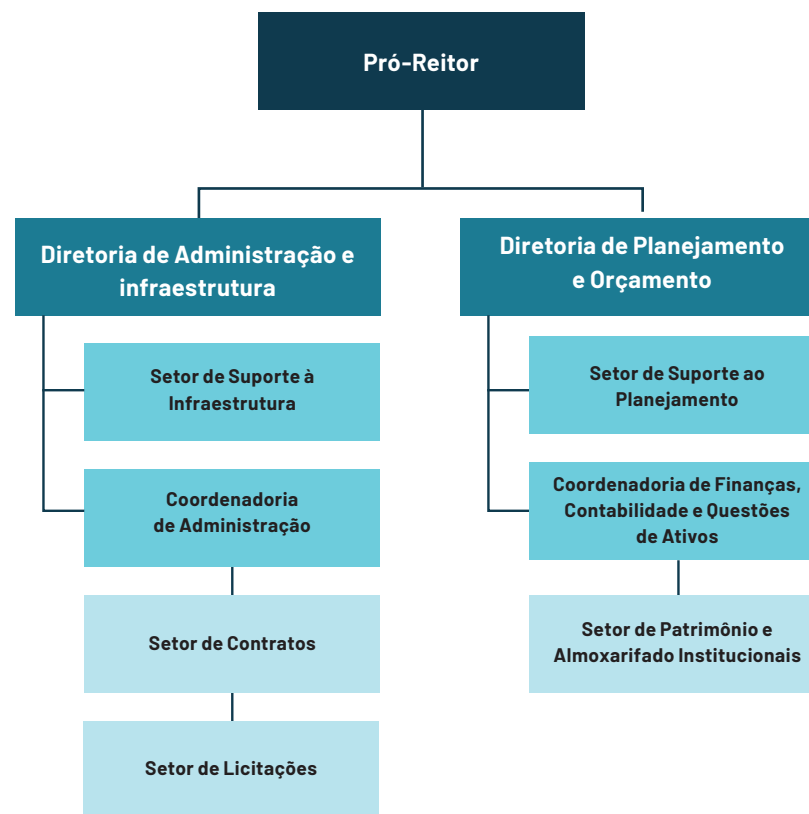 Pró-Reitor
Diretoria de Administração e
infraestrutura
Setor de Suporte à
Infraestrutura
Coordenadoria
de Administração
Setor de Contratos
Setor de Licitações
Diretoria de Planejamento
e Orçamento
Setor de Suporte ao
Planejamento
Coordenadoria de Finanças,
Contabilidade e Questões
de Ativos
Setor de Patrimônio e
Almoxarifado Institucionais